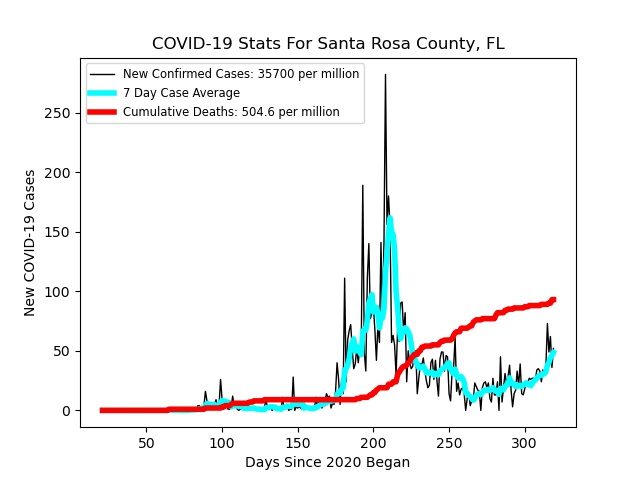 COVID-19 Stats For Santa Rosa County, FL
New Confirmed Cases: 35700 per million
7 Day Case Average
Cumulative Deaths: 504.6 per million
New COVID-19 Cases
250
200
150
100
50
0
50 100 150 200 250 300
Days Since 2020 Began